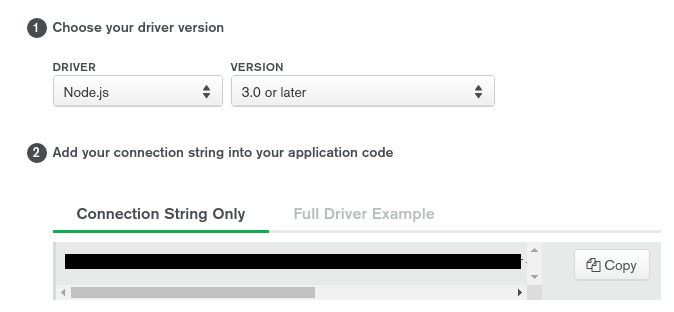 1 Choose your driver version
DRIVER VERSION
Node.js 3.0 or later
2 Add your connection string into your application code
Connection String Only Full Driver Example
Copy